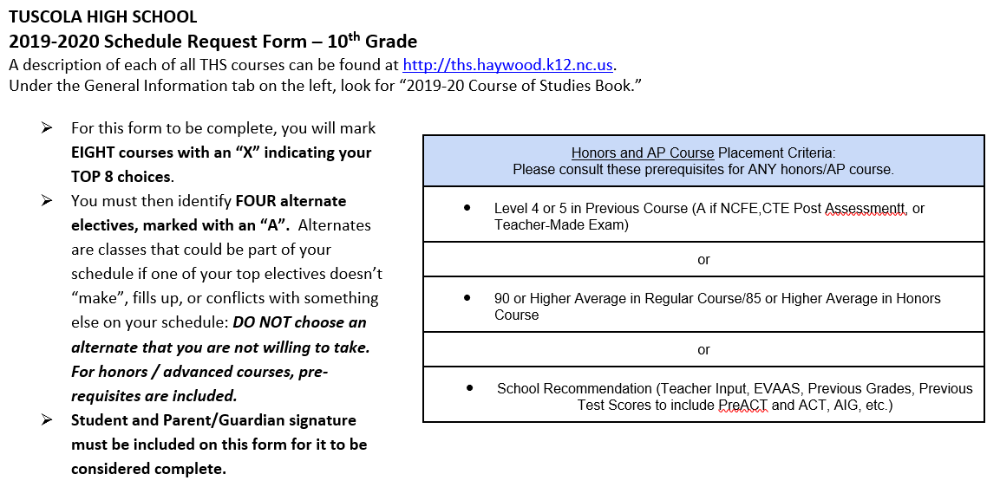 TUSCOLA HIGH SCHOOL
2019-2020 Schedule Request Form – 10th Grade
A description of each of all THS courses can be found at http://ths.haywood.k12.nc.us.
Under the General Information tab on the left, look for “2019-20 Course of Studies Book.”
➢ For this form to be complete, you will mark
EIGHT courses with an “X” indicating your
TOP 8 choices.
➢ You must then identify FOUR alternate
electives, marked with an “A”. Alternates
are classes that could be part of your
schedule if one of your top electives doesn’t
“make”, fills up, or conflicts with something
else on your schedule: DO NOT choose an
alternate that you are not willing to take.
For honors / advanced courses, pre-
requisites are included.
➢ Student and Parent/Guardian signature
must be included on this form for it to be
considered complete.
Honors and AP Course Placement Criteria:
Please consult these prerequisites for ANY honors/AP course.
• Level 4 or 5 in Previous Course (A if NCFE,CTE Post Assessmentt, or
Teacher-Made Exam)
or
• 90 or Higher Average in Regular Course/85 or Higher Average in Honors
Course
or
• School Recommendation (Teacher Input, EVAAS, Previous Grades, Previous
Test Scores to include PreACT and ACT, AIG, etc.)